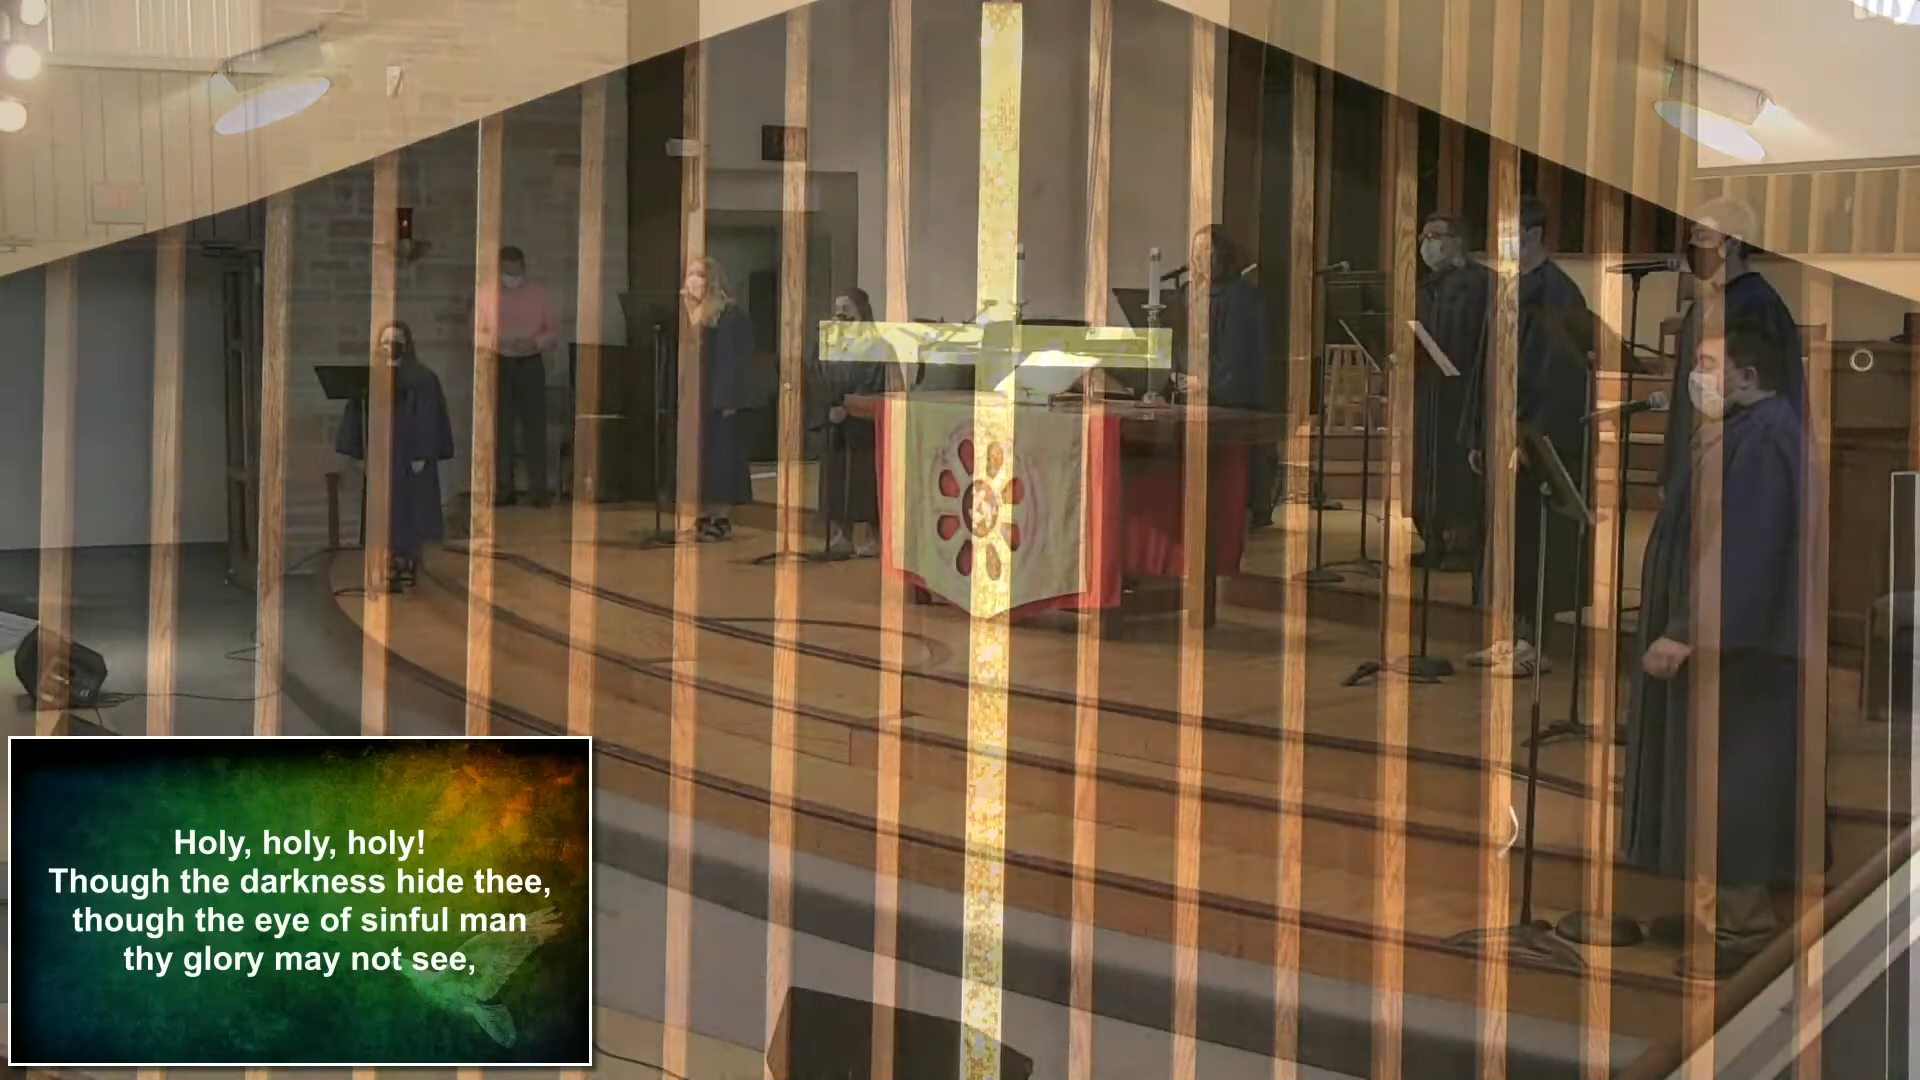 Holy, holy, holy!
Though the darkness hide thee,
though the eye of sinful man
thy glory may not see,